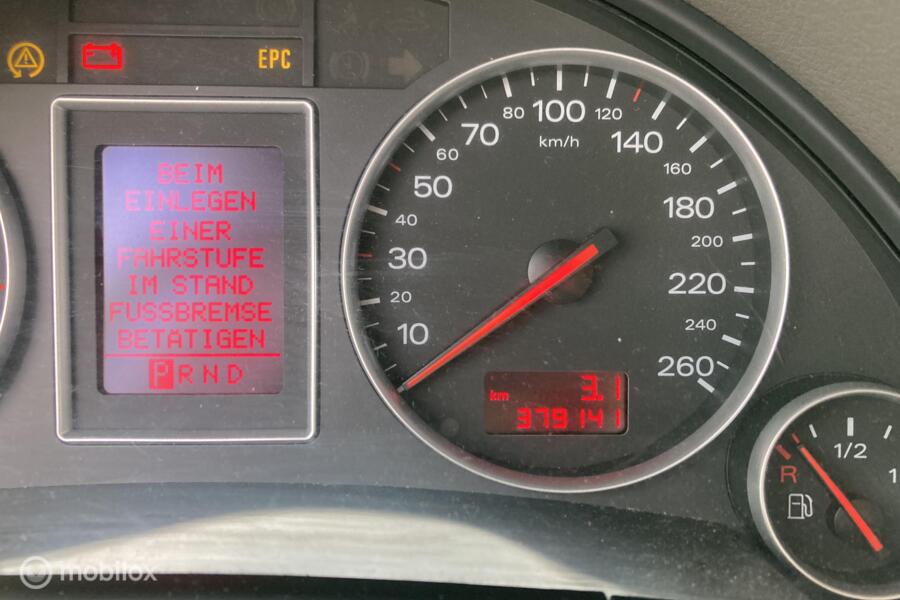 EPC
BEIM
EINLEGEN
EINER
FAHRSTUFE
IM STAND
FUSSBREMSE
BETÄTIGEN
P R N D
10
20
30
40
50
60
70
80
100
120
140
160
180
200
220
240
260
km/h
km 3.1
379141
R 1/2 1
mobilox